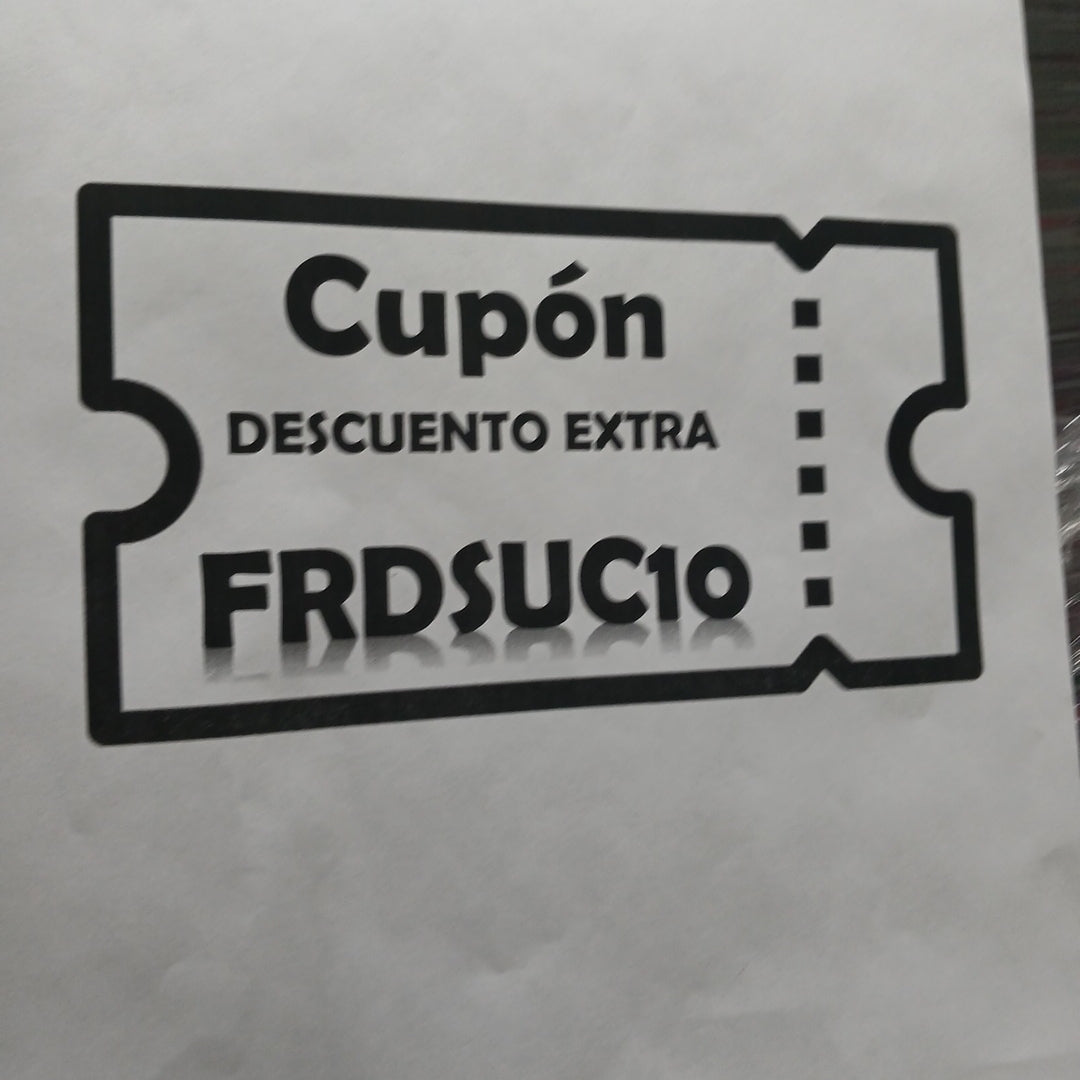 Cupón
DESCUENTO EXTRA
FRDSUC10